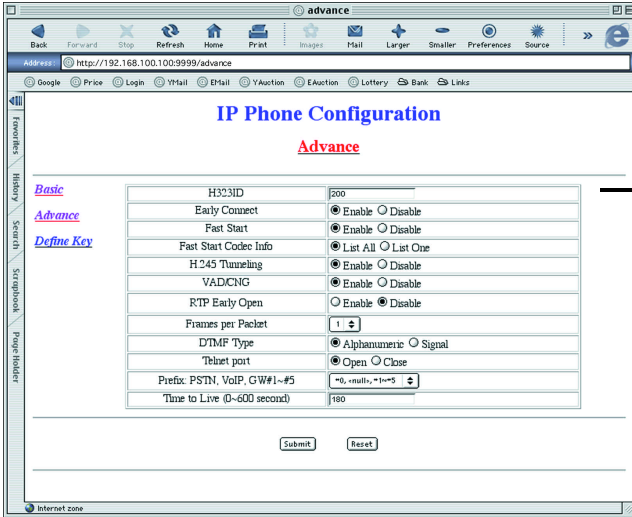 advance
Back Forward Stop Refresh Home Print Images Mail Larger Smaller Preferences Source »
Address: http://192.168.100.100:9999/advance
Google Price Login YMail EMail YAuction EAuction Lottery Bank Links
Favorites
History
Search
Scrapbook
Page Holder
IP Phone Configuration
Advance
Basic
Advance
Define Key
H323ID 200
Early Connect Enable Disable
Fast Start Enable Disable
Fast Start Codec Info List All List One
H.245 Tunneling Enable Disable
VAD/CNG Enable Disable
RTP Early Open Enable Disable
Frames per Packet 1
DTMF Type Alphanumeric Signal
Telnet port Open Close
Prefix: PSTN, VoIP, GW#1~#5 *0, <null>, *1~*5
Time to Live (0~600 second) 180
Submit Reset
Internet zone